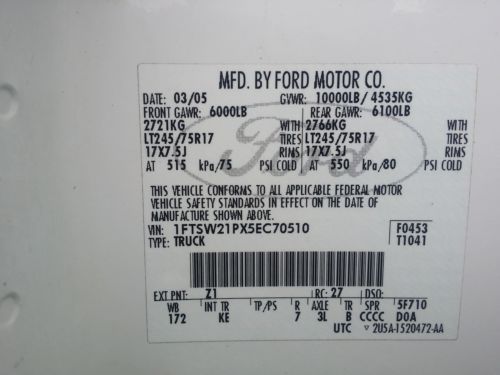 MFD. BY FORD MOTOR CO.
DATE: 03/05 GVWR: 10000LB/ 4535KG
FRONT GAWR: 6000LB REAR GAWR: 6100LB
2721KG WITH 2766KG WITH
LT245/75R17 TIRES LT245/75R17 TIRES
17X7.5J RIMS 17X7.5J RIMS
AT 515 kPa/75 PSI COLD AT 550 kPa/80 PSI COLD
THIS VEHICLE CONFORMS TO ALL APPLICABLE FEDERAL MOTOR
VEHICLE SAFETY STANDARDS IN EFFECT ON THE DATE OF
MANUFACTURE SHOWN ABOVE.
VIN: 1FTSW21PX5EC70510 F0453
TYPE: TRUCK T1041
EXT PNT: Z1 RC: 27 DSO:
WB INT TR TP/PS R AXLE TR SPR 5F710
172 KE 7 3L B CCCC D0A
UTC 2U5A-1520472-AA
Ford